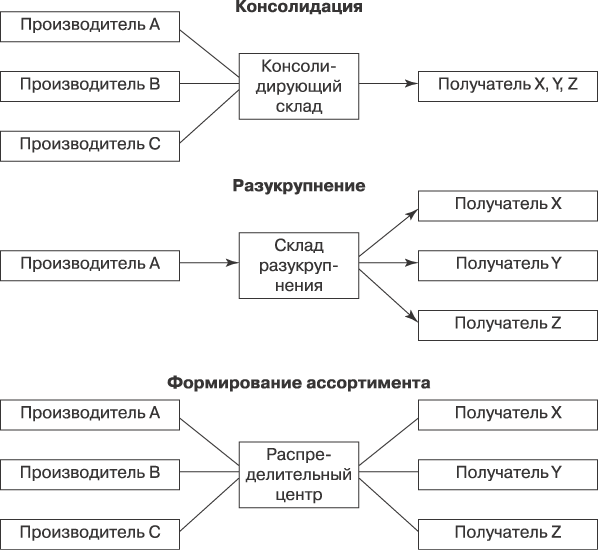 Консолидация
Производитель A
Производитель B
Производитель C
Консоли-
дирующий
склад
Получатель X, Y, Z
Разукрупнение
Производитель A
Склад
разукруп-
нения
Получатель X
Получатель Y
Получатель Z
Формирование ассортимента
Производитель A
Производитель B
Производитель C
Распре-
делительный
центр
Получатель X
Получатель Y
Получатель Z